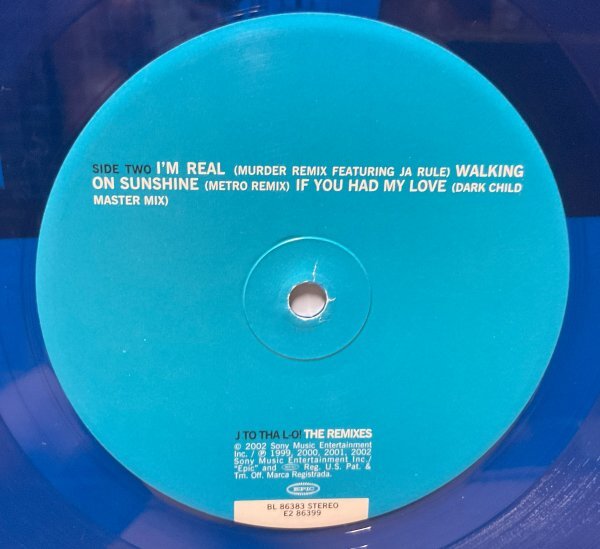 SIDE TWO I'M REAL (MURDER REMIX FEATURING JA RULE) WALKING
ON SUNSHINE (METRO REMIX) IF YOU HAD MY LOVE (DARK CHILD
MASTER MIX)
J TO THA L-O! THE REMIXES
© 2002 Sony Music Entertainment
Inc./ ℗ 1999, 2000, 2001, 2002
Sony Music Entertainment Inc./
"Epic" and EPIC Reg. U.S. Pat. &
Tm. Off. Marca Registrada.
EPIC
BL 86383 STEREO
E2 86399